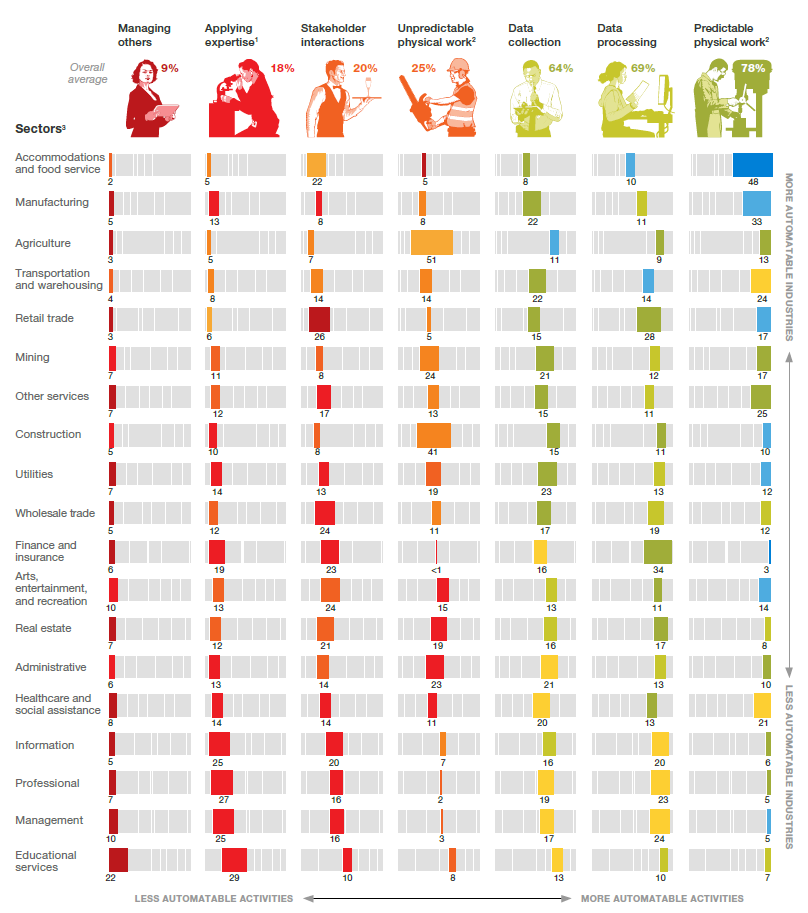 Managing others
Applying expertise¹
Stakeholder interactions
Unpredictable physical work²
Data collection
Data processing
Predictable physical work²
Overall average
9%
18%
20%
25%
64%
69%
78%
Sectors³
Accommodations and food service
2 5 22 5 8 10 48
Manufacturing
5 13 8 8 22 11 33
Agriculture
3 5 7 51 11 9 13
Transportation and warehousing
4 8 14 14 22 14 24
Retail trade
3 6 26 5 15 28 17
Mining
7 11 8 24 21 12 17
Other services
7 12 17 13 15 11 25
Construction
5 10 8 41 15 11 10
Utilities
7 14 13 19 23 13 12
Wholesale trade
5 12 24 11 17 19 12
Finance and insurance
6 19 23 <1 16 34 3
Arts, entertainment, and recreation
10 13 24 15 13 11 14
Real estate
7 12 21 19 16 17 8
Administrative
6 13 14 23 21 13 10
Healthcare and social assistance
8 14 14 11 20 13 21
Information
5 25 20 7 16 20 6
Professional
7 27 16 2 19 23 5
Management
10 25 16 3 17 24 5
Educational services
22 29 10 8 13 10 7
MORE AUTOMATABLE INDUSTRIES
LESS AUTOMATABLE INDUSTRIES
LESS AUTOMATABLE ACTIVITIES
MORE AUTOMATABLE ACTIVITIES